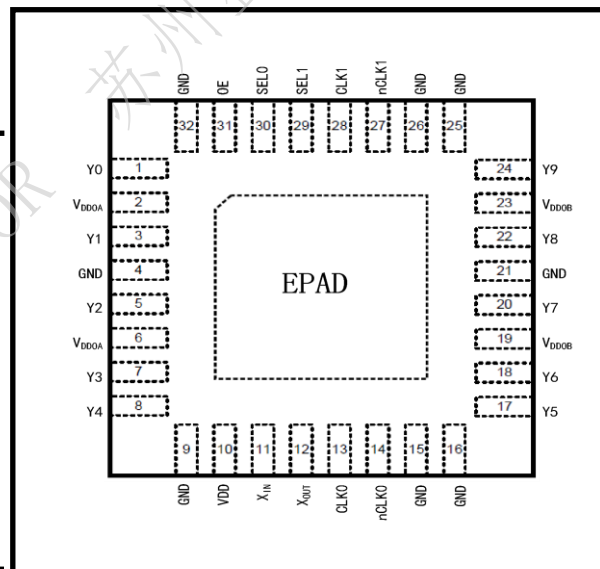 苏州
OR
GND OE SEL0 SEL1 CLK1 nCLK1 GND GND
32 31 30 29 28 27 26 25
Y0 1 24 Y9
VDDOA 2 23 VDDOB
Y1 3 22 Y8
GND 4 21 GND
EPAD
Y2 5 20 Y7
VDDOA 6 19 VDDOB
Y3 7 18 Y6
Y4 8 17 Y5
9 10 11 12 13 14 15 16
GND VDD XIN XOUT CLK0 nCLK0 GND GND